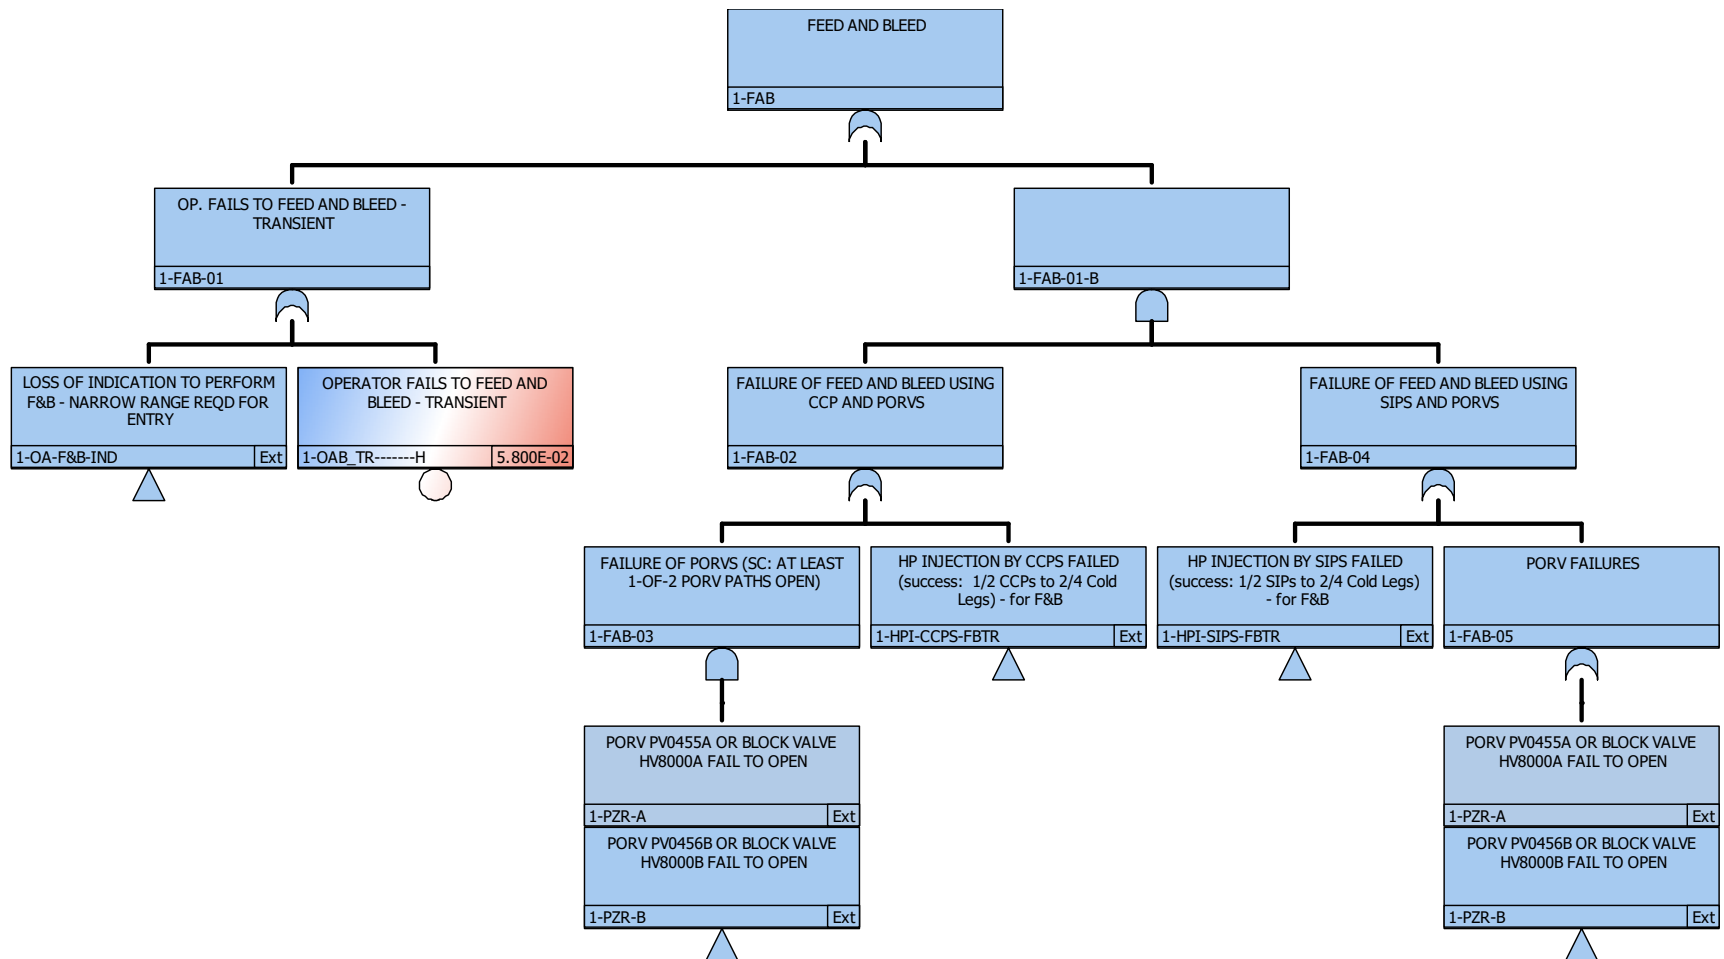 FEED AND BLEED
1-FAB
OP. FAILS TO FEED AND BLEED -
TRANSIENT
1-FAB-01
1-FAB-01-B
LOSS OF INDICATION TO PERFORM
F&B - NARROW RANGE REQD FOR
ENTRY
1-OA-F&B-IND Ext
OPERATOR FAILS TO FEED AND
BLEED - TRANSIENT
1-OAB_TR-------H 5.800E-02
FAILURE OF FEED AND BLEED USING
CCP AND PORVS
1-FAB-02
FAILURE OF FEED AND BLEED USING
SIPS AND PORVS
1-FAB-04
FAILURE OF PORVS (SC: AT LEAST
1-OF-2 PORV PATHS OPEN)
1-FAB-03
HP INJECTION BY CCPS FAILED
(success: 1/2 CCPs to 2/4 Cold
Legs) - for F&B
1-HPI-CCPS-FBTR Ext
HP INJECTION BY SIPS FAILED
(success: 1/2 SIPs to 2/4 Cold Legs)
- for F&B
1-HPI-SIPS-FBTR Ext
PORV FAILURES
1-FAB-05
PORV PV0455A OR BLOCK VALVE
HV8000A FAIL TO OPEN
1-PZR-A Ext
PORV PV0456B OR BLOCK VALVE
HV8000B FAIL TO OPEN
1-PZR-B Ext
PORV PV0455A OR BLOCK VALVE
HV8000A FAIL TO OPEN
1-PZR-A Ext
PORV PV0456B OR BLOCK VALVE
HV8000B FAIL TO OPEN
1-PZR-B Ext